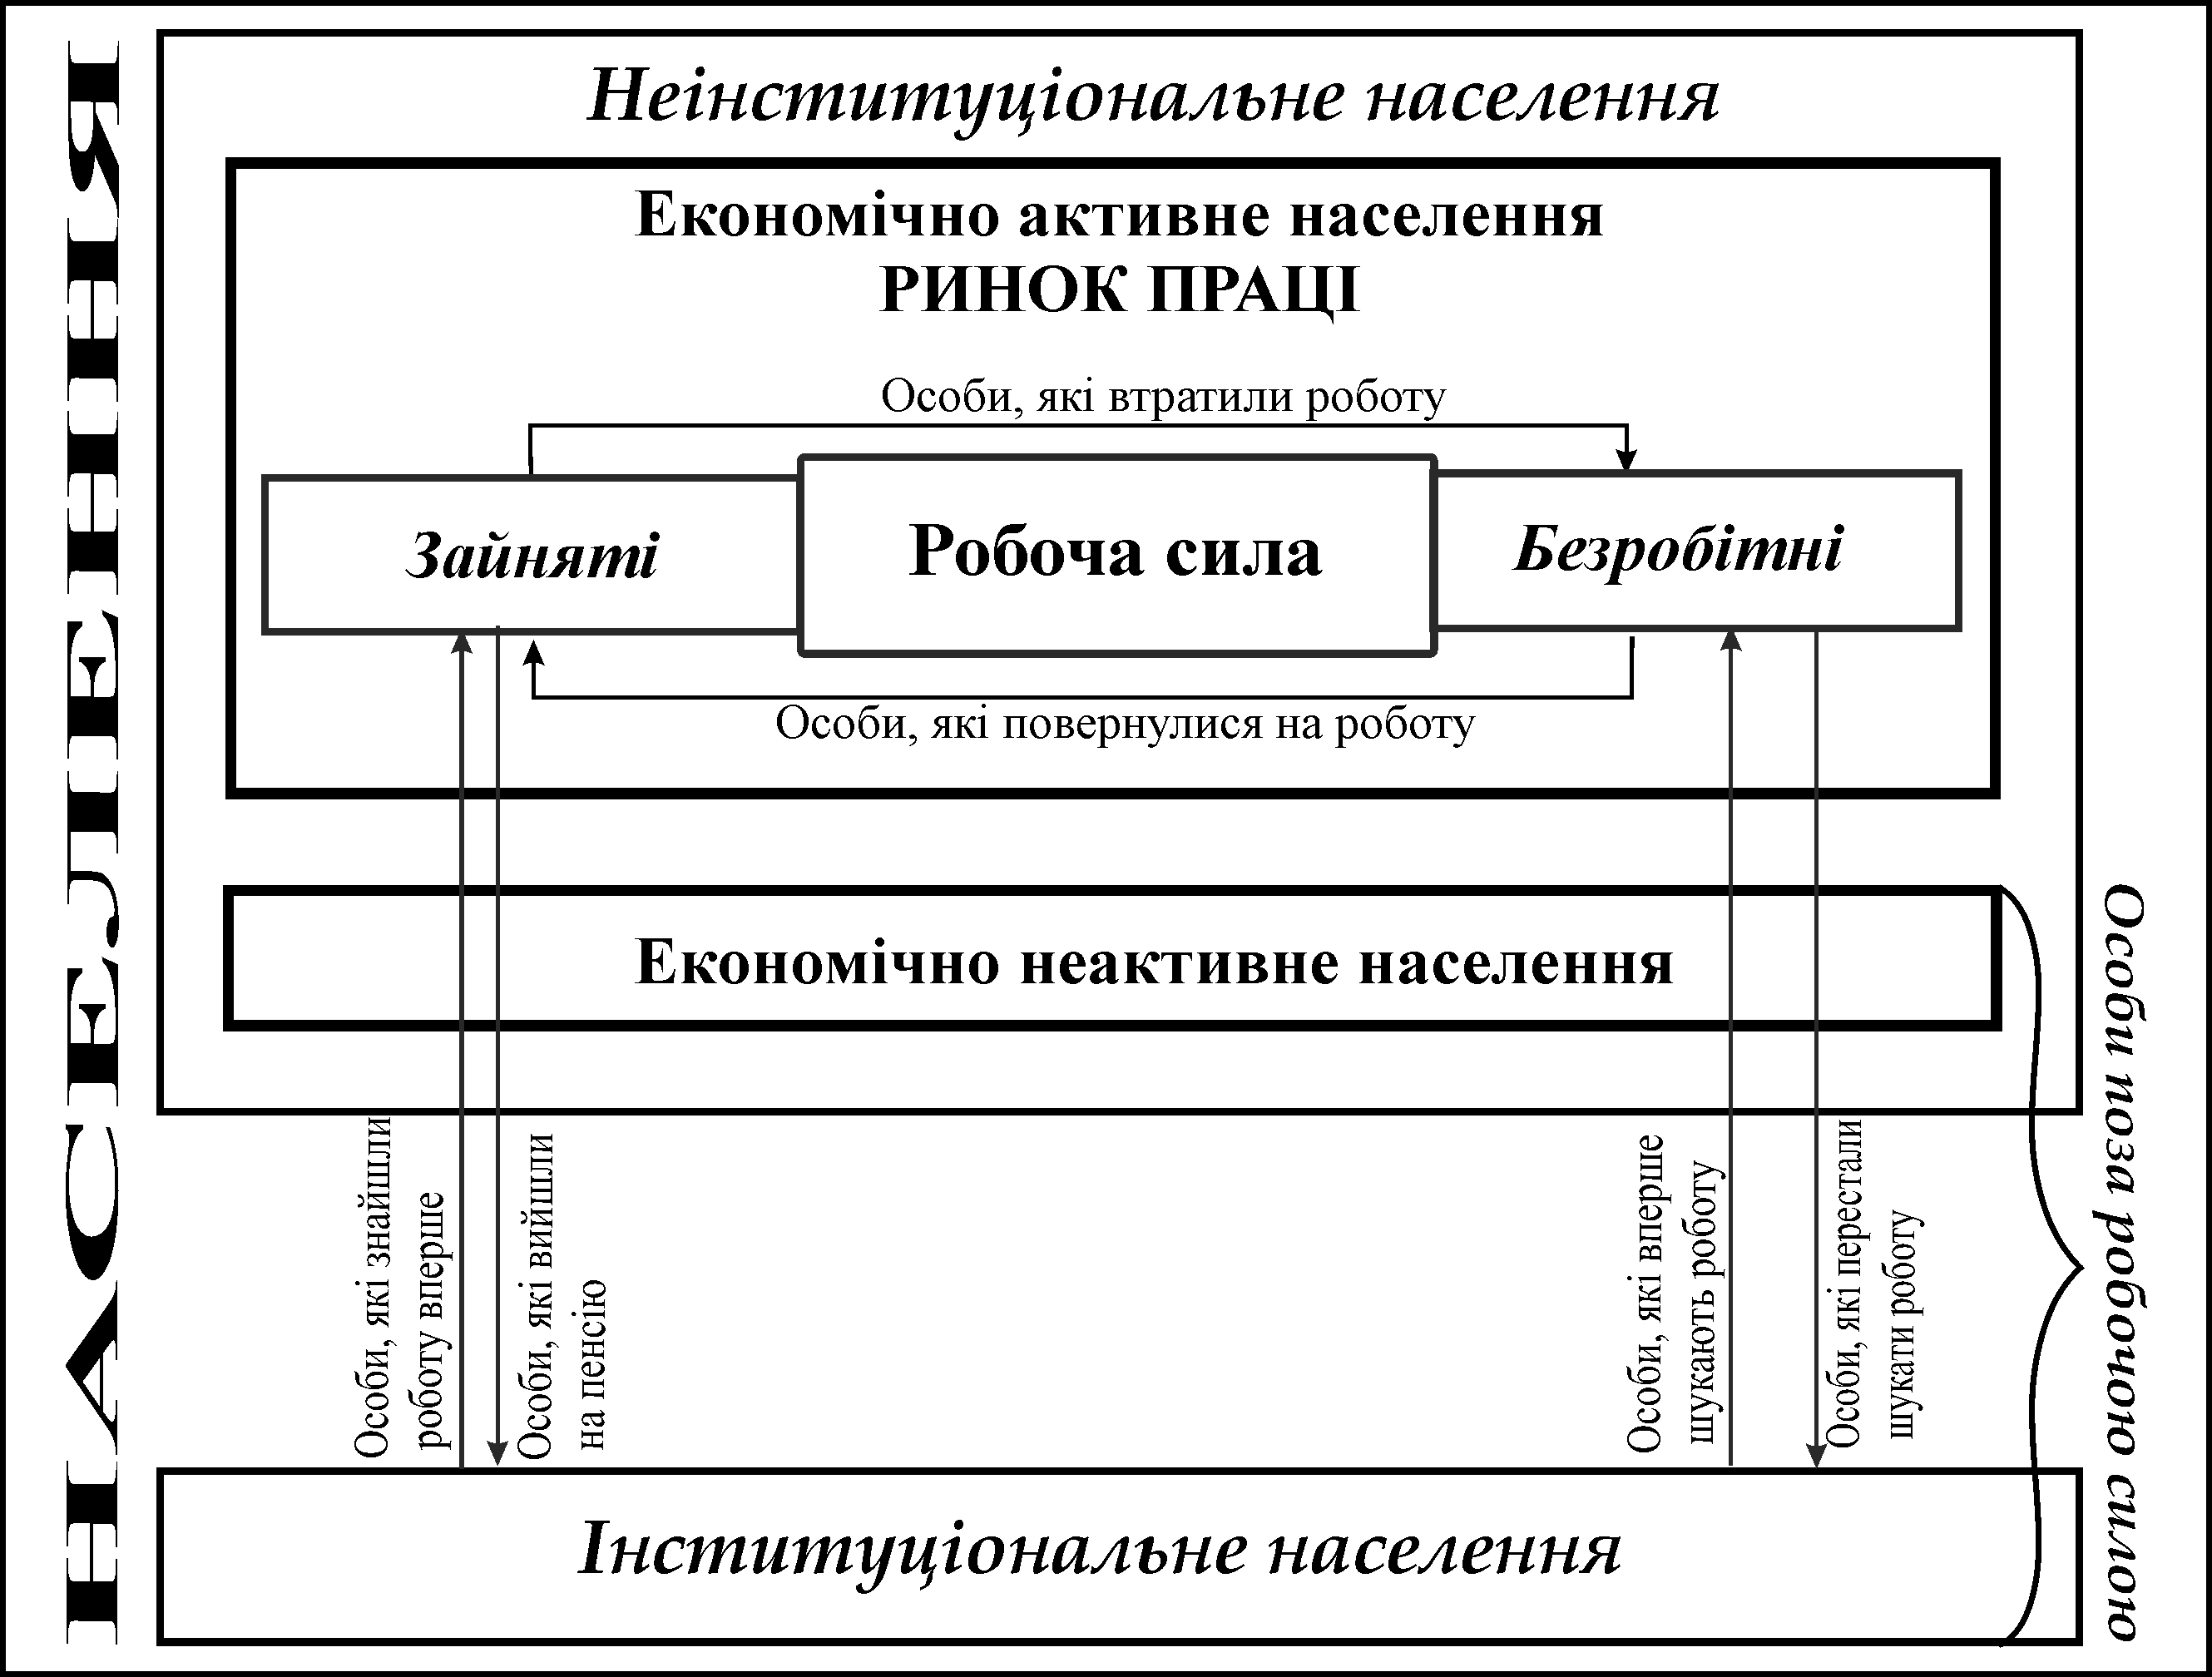 НАСЕЛЕННЯ
Неінституціональне населення
Економічно активне населення
РИНОК ПРАЦІ
Особи, які втратили роботу
Зайняті
Робоча сила
Безробітні
Особи, які повернулися на роботу
Економічно неактивне населення
Особи, які знайшли
роботу вперше
Особи, які вийшли
на пенсію
Особи, які вперше
шукають роботу
Особи, які перестали
шукати роботу
Особи поза робочою силою
Інституціональне населення